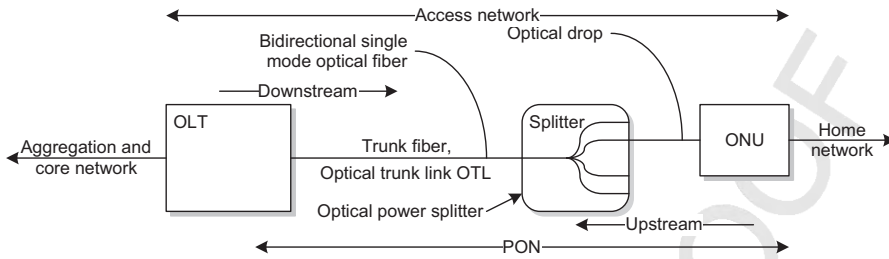 Access network
Bidirectional single
mode optical fiber
Optical drop
Downstream
OLT
Splitter
ONU
Aggregation and
core network
Trunk fiber,
Optical trunk link OTL
Home
network
Optical power splitter
Upstream
PON